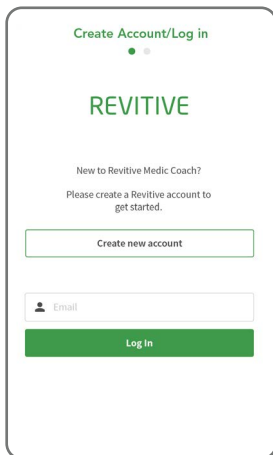 Create Account/Log in
REVITIVE
New to Revitive Medic Coach?
Please create a Revitive account to
get started.
Create new account
Email
Log In